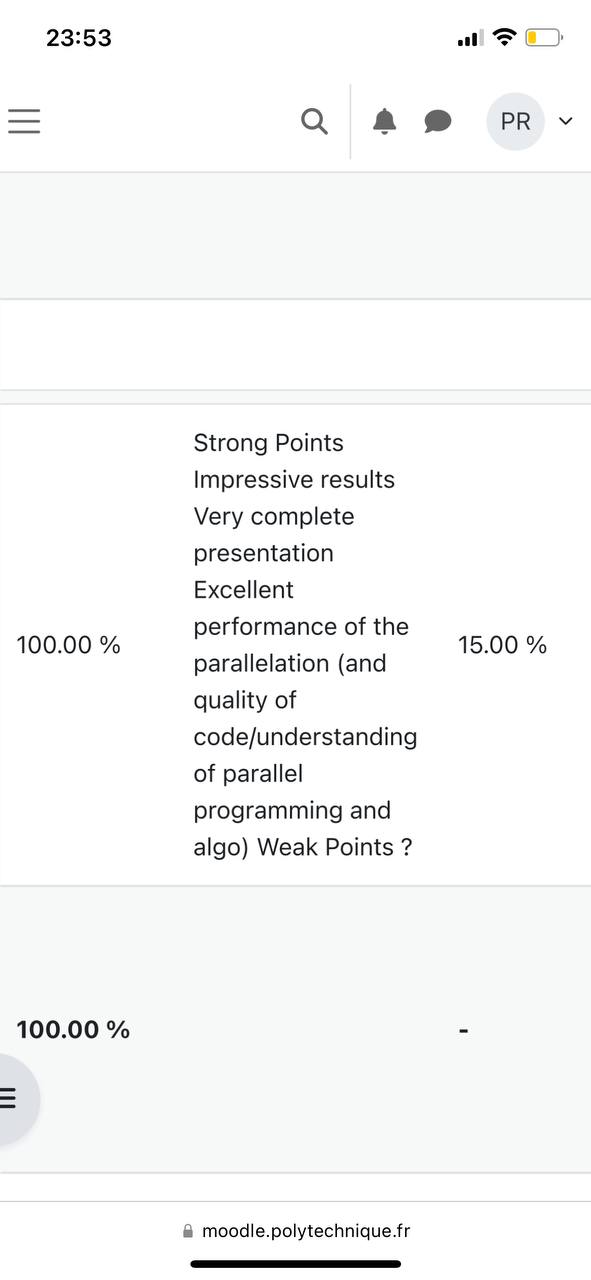 23:53
PR
Strong Points
Impressive results
Very complete
presentation
Excellent
performance of the
parallelation (and
quality of
code/understanding
of parallel
programming and
algo) Weak Points ?
100.00 %
15.00 %
100.00 %
-
moodle.polytechnique.fr